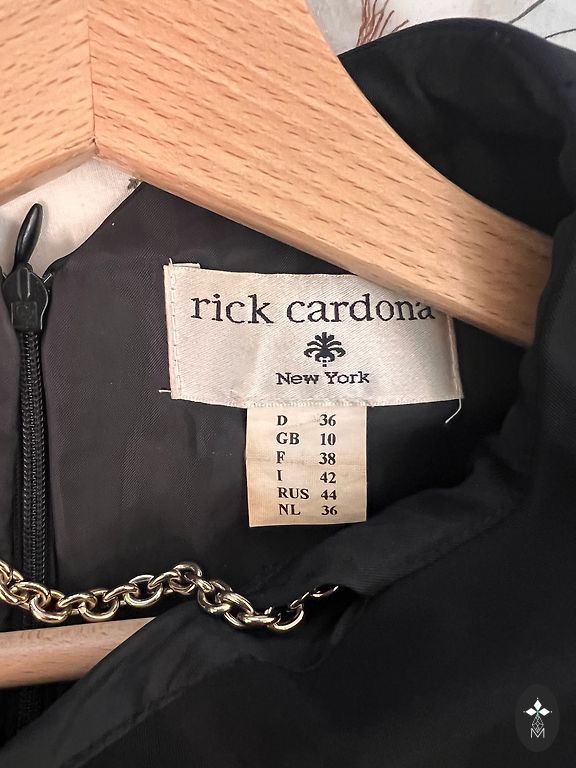 rick cardona
New York
D 36
GB 10
F 38
I 42
RUS 44
NL 36
M